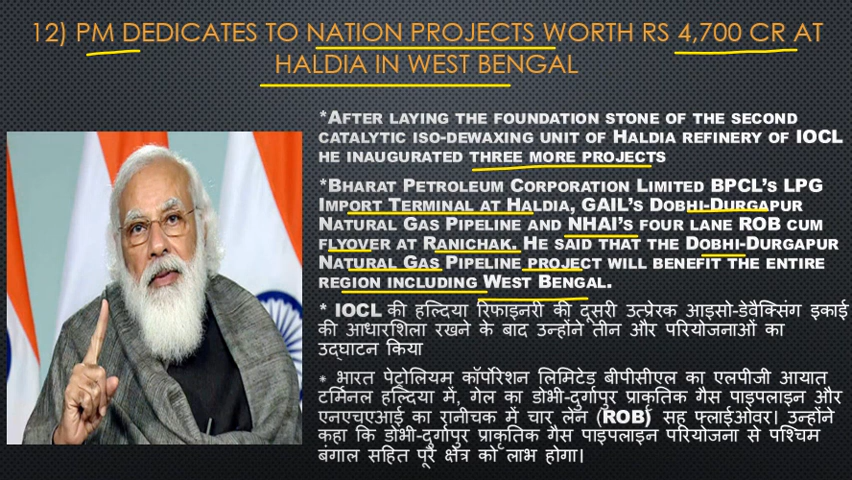 12) PM DEDICATES TO NATION PROJECTS WORTH RS 4,700 CR AT
HALDIA IN WEST BENGAL
*AFTER LAYING THE FOUNDATION STONE OF THE SECOND
CATALYTIC ISO-DEWAXING UNIT OF HALDIA REFINERY OF IOCL
HE INAUGURATED THREE MORE PROJECTS
*BHARAT PETROLEUM CORPORATION LIMITED BPCL'S LPG
IMPORT TERMINAL AT HALDIA, GAIL'S DOBHI-DURGAPUR
NATURAL GAS PIPELINE AND NHAI'S FOUR LANE ROB CUM
FLYOVER AT RANICHAK. HE SAID THAT THE DOBHI-DURGAPUR
NATURAL GAS PIPELINE PROJECT WILL BENEFIT THE ENTIRE
REGION INCLUDING WEST BENGAL.
* IOCL की हल्दिया रिफाइनरी की दूसरी उत्प्रेरक आइसो-डेवैक्सिंग इकाई
की आधारशिला रखने के बाद उन्होंने तीन और परियोजनाओं का
उद्घाटन किया
* भारत पेट्रोलियम कॉर्पोरेशन लिमिटेड बीपीसीएल का एलपीजी आयात
टर्मिनल हल्दिया में, गेल का डोभी-दुर्गापुर प्राकृतिक गैस पाइपलाइन और
एनएचएआई का रानीचक में चार लेन (ROB) सह फ्लाईओवर। उन्होंने
कहा कि डोभी-दुर्गापुर प्राकृतिक गैस पाइपलाइन परियोजना से पश्चिम
बंगाल सहित पूरे क्षेत्र को लाभ होगा।